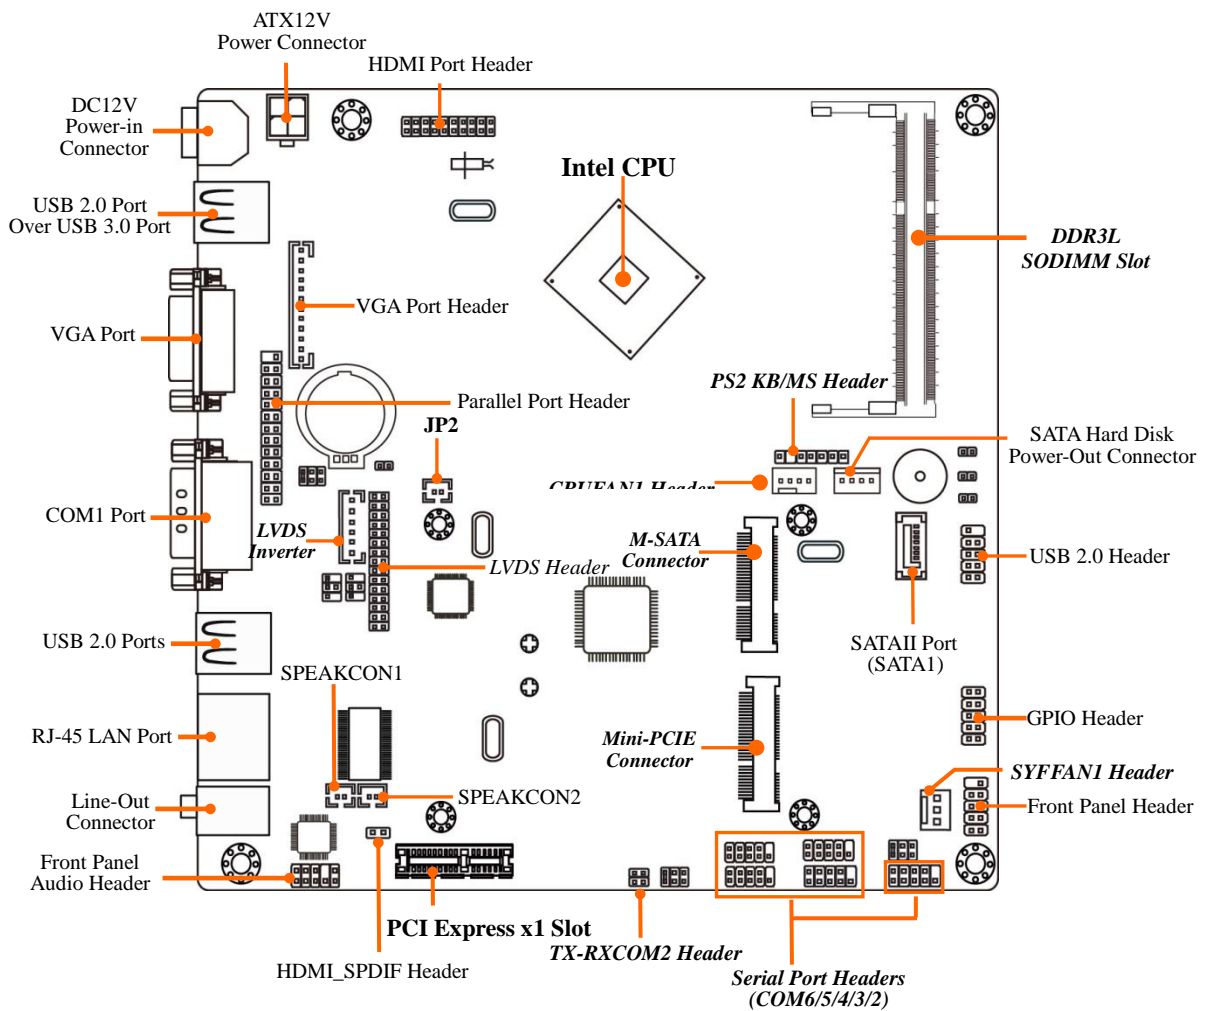 ATX12V
Power Connector
HDMI Port Header
DC12V
Power-in
Connector
Intel CPU
USB 2.0 Port
Over USB 3.0 Port
DDR3L
SODIMM Slot
VGA Port Header
VGA Port
PS2 KB/MS Header
Parallel Port Header
JP2
SATA Hard Disk
Power-Out Connector
CPUFAN1 Header
COM1 Port
LVDS
Inverter
M-SATA
Connector
LVDS Header
USB 2.0 Header
USB 2.0 Ports
SATAII Port
(SATA1)
SPEAKCON1
GPIO Header
RJ-45 LAN Port
Mini-PCIE
Connector
SYFFAN1 Header
Line-Out
Connector
SPEAKCON2
Front Panel Header
Front Panel
Audio Header
PCI Express x1 Slot
TX-RXCOM2 Header
HDMI_SPDIF Header
Serial Port Headers
(COM6/5/4/3/2)